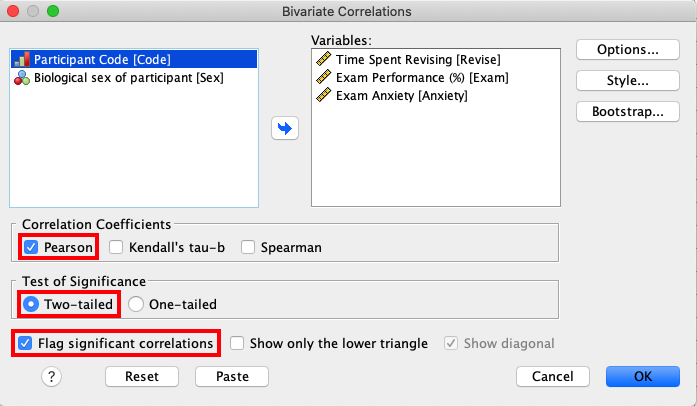 Bivariate Correlations
Participant Code [Code]
Biological sex of participant [Sex]
Variables:
Time Spent Revising [Revise]
Exam Performance (%) [Exam]
Exam Anxiety [Anxiety]
Options...
Style...
Bootstrap...
Correlation Coefficients
Pearson Kendall's tau-b Spearman
Test of Significance
Two-tailed One-tailed
Flag significant correlations Show only the lower triangle Show diagonal
? Reset Paste Cancel OK